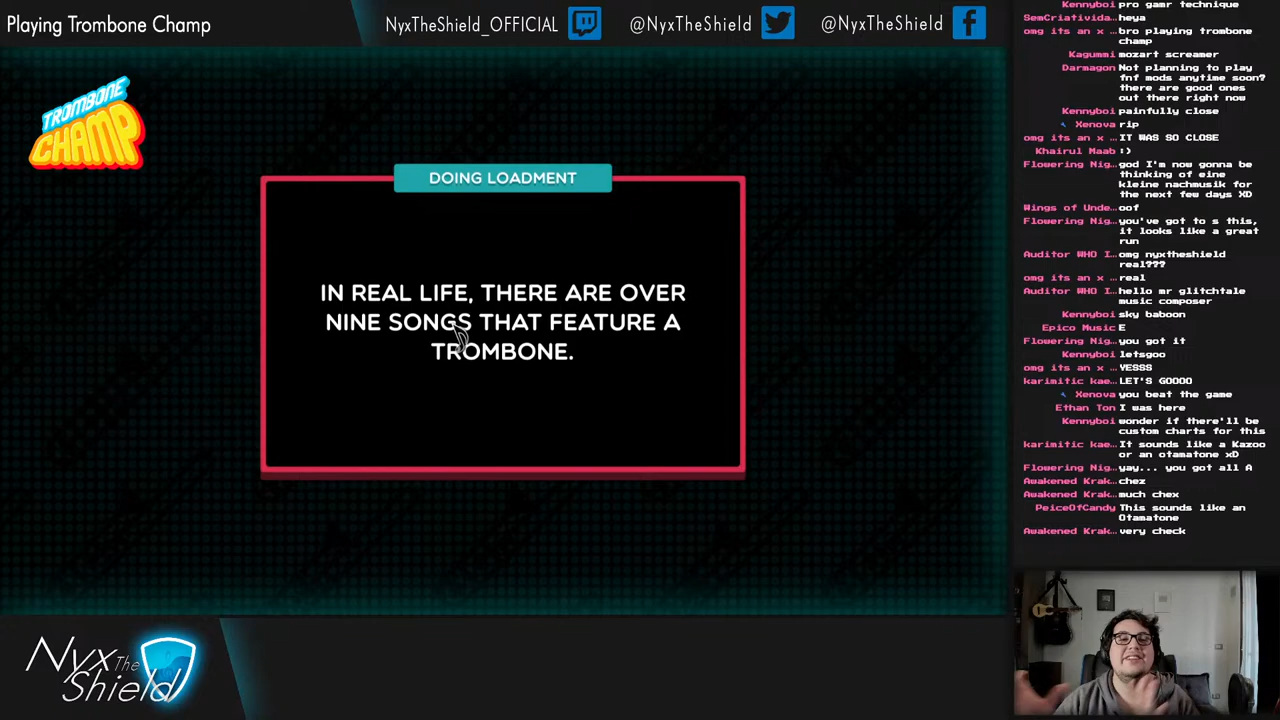 Playing Trombone Champ
NyxTheShield_OFFICIAL
@NyxTheShield
@NyxTheShield
TROMBONE
CHAMP
DOING LOADMENT
IN REAL LIFE, THERE ARE OVER
NINE SONGS THAT FEATURE A
TROMBONE.
Nyx The
Shield
Kennyboi pro gamr technique
SemCriativida… heya
omg its an x … bro playing trombone
champ
Kagummi mozart screamer
Darmagon Not planning to play
fnf mods anytime soon?
there are good ones
out there right now
Kennyboi painfully close
Xenova rip
omg its an x … IT WAS SO CLOSE
Khairul Maab :)
Flowering Nig… god I'm now gonna be
thinking of eine
kleine nachmusik for
the next few days XD
Wings of Unde… oof
Flowering Nig… you've got to s this,
it looks like a great
run
Auditor WHO I… omg nyxtheshield
real???
omg its an x … real
Auditor WHO I… hello mr glitchtale
music composer
Kennyboi sky baboon
Epico Music E
Flowering Nig… you got it
Kennyboi letsgoo
omg its an x … YESSS
karimitic kae… LET'S GOOOO
Xenova you beat the game
Ethan Ton I was here
Kennyboi wonder if there'll be
custom charts for this
karimitic kae… It sounds like a Kazoo
or an otamatone xD
Flowering Nig… yay... you got all A
Awakened Krak… chez
Awakened Krak… much chex
PeiceOfCandy This sounds like an
Otamatone
Awakened Krak… very check